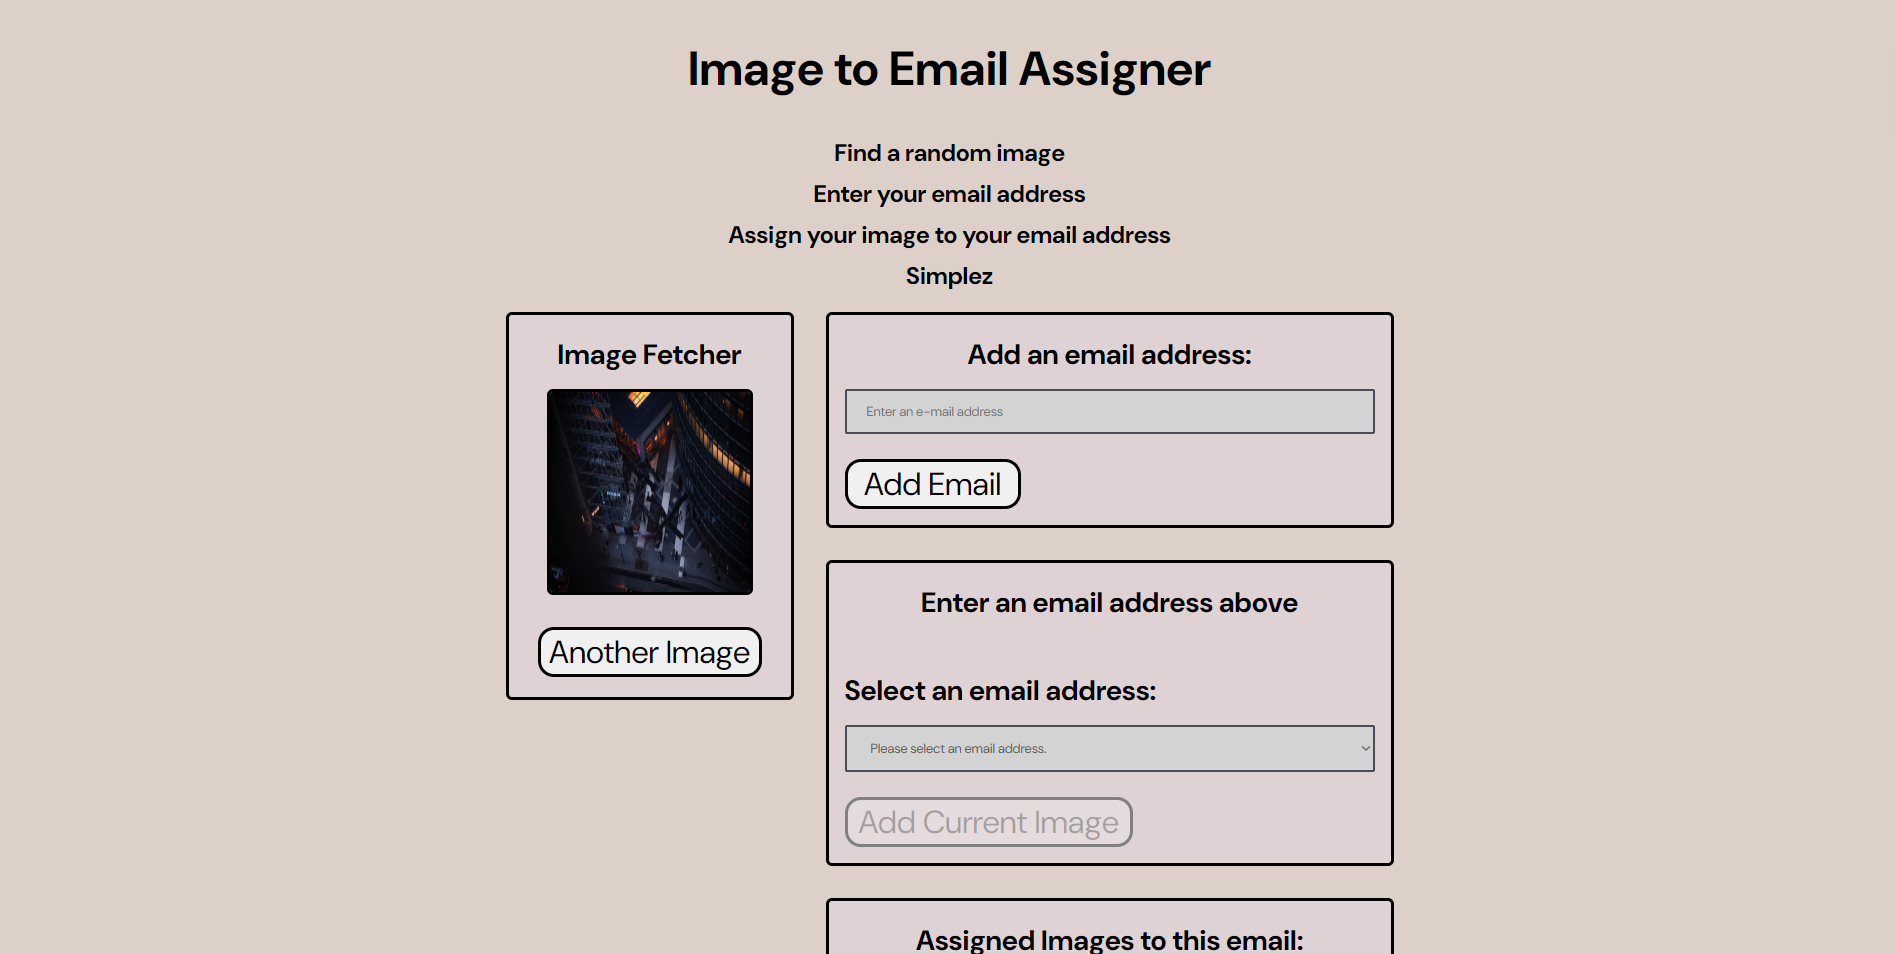 Image to Email Assigner
Find a random image
Enter your email address
Assign your image to your email address
Simplez
Image Fetcher
Another Image
Add an email address:
Enter an e-mail address
Add Email
Enter an email address above
Select an email address:
Please select an email address.
Add Current Image
Assigned Images to this email: